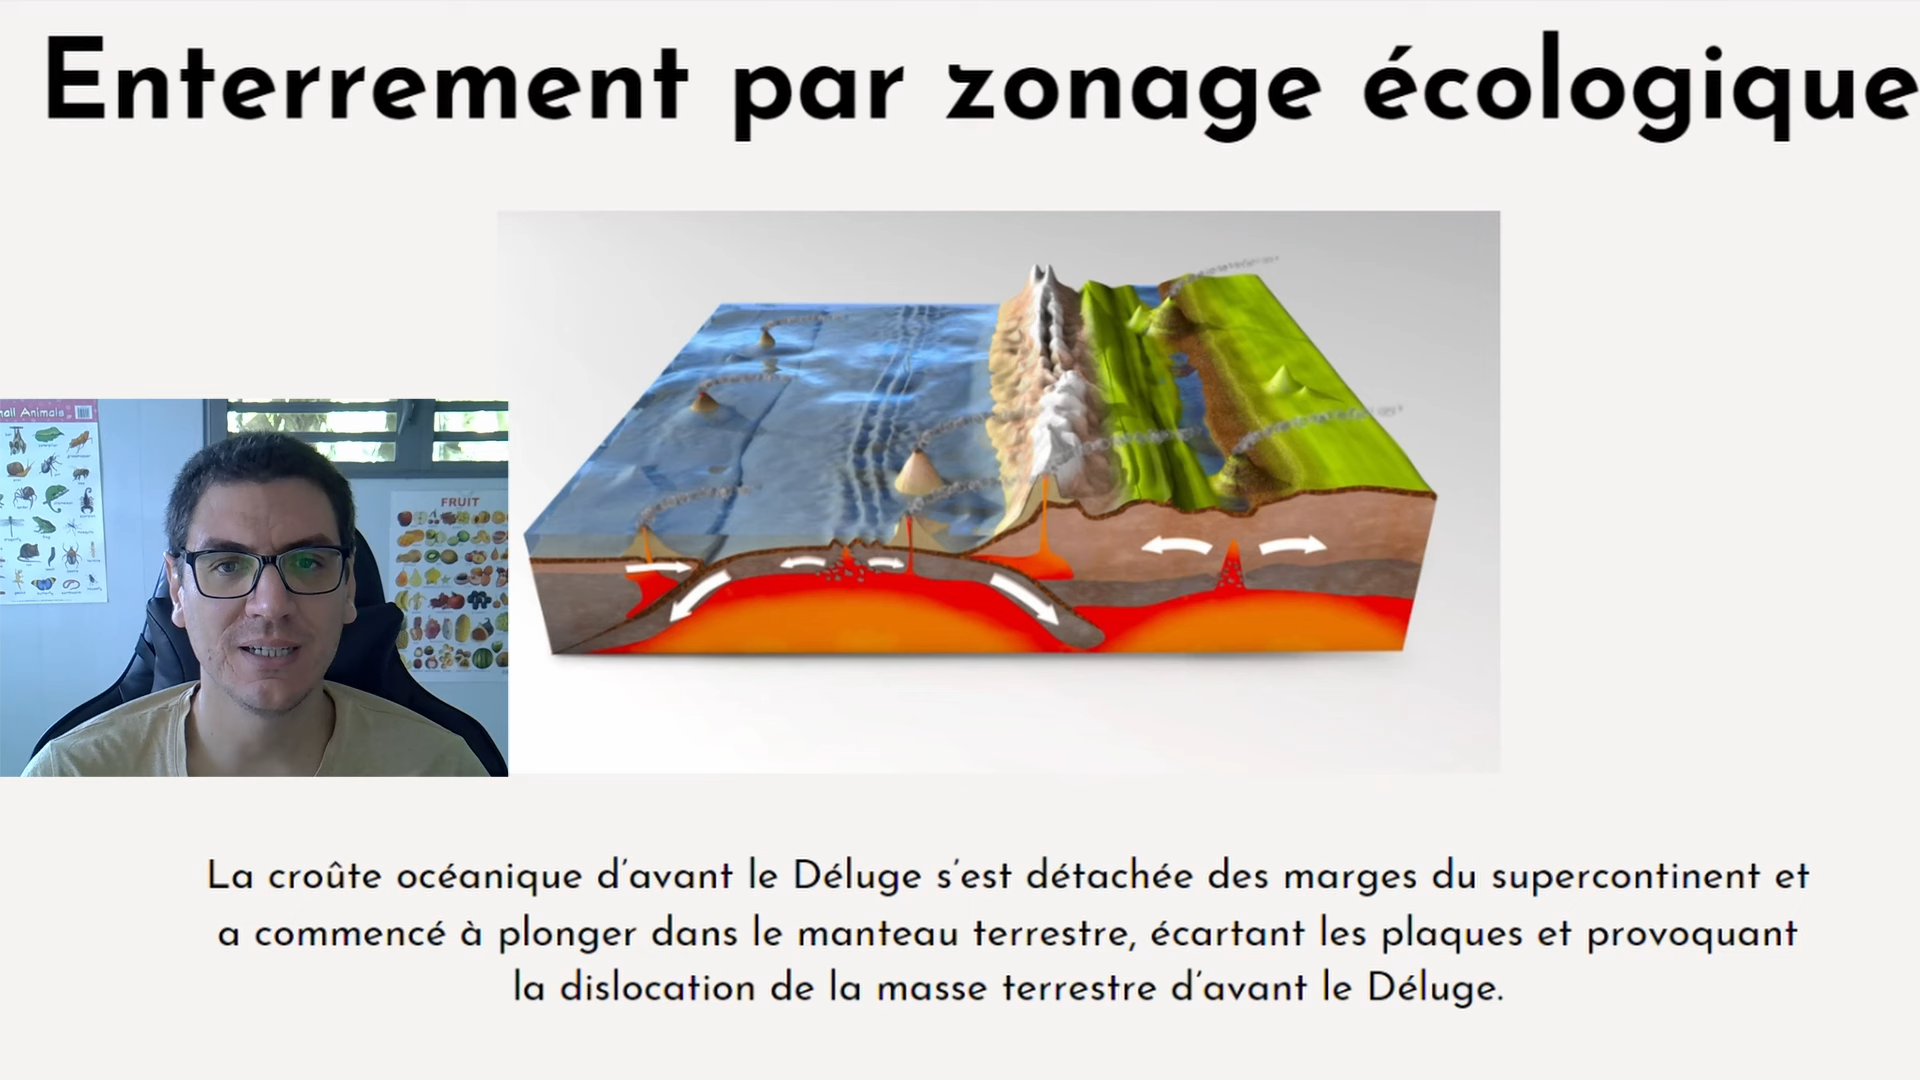 Enterrement par zonage écologique
nail Animals
FRUIT
La croûte océanique d'avant le Déluge s'est détachée des marges du supercontinent et
a commencé à plonger dans le manteau terrestre, écartant les plaques et provoquant
la dislocation de la masse terrestre d'avant le Déluge.